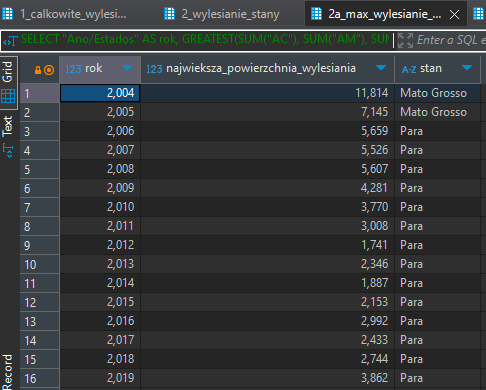 1_calkowite_wylesi... 2_wylesianie_stany 2a_max_wylesianie_...
SELECT "Ano/Estados" AS rok, GREATEST(SUM("AC"), SUM("AM"), SUM Enter a SQL e
Grid
Text
Record
123 rok 123 najwieksza_powierzchnia_wylesiania A-Z stan
1 2,004 11,814 Mato Grosso
2 2,005 7,145 Mato Grosso
3 2,006 5,659 Para
4 2,007 5,526 Para
5 2,008 5,607 Para
6 2,009 4,281 Para
7 2,010 3,770 Para
8 2,011 3,008 Para
9 2,012 1,741 Para
10 2,013 2,346 Para
11 2,014 1,887 Para
12 2,015 2,153 Para
13 2,016 2,992 Para
14 2,017 2,433 Para
15 2,018 2,744 Para
16 2,019 3,862 Para